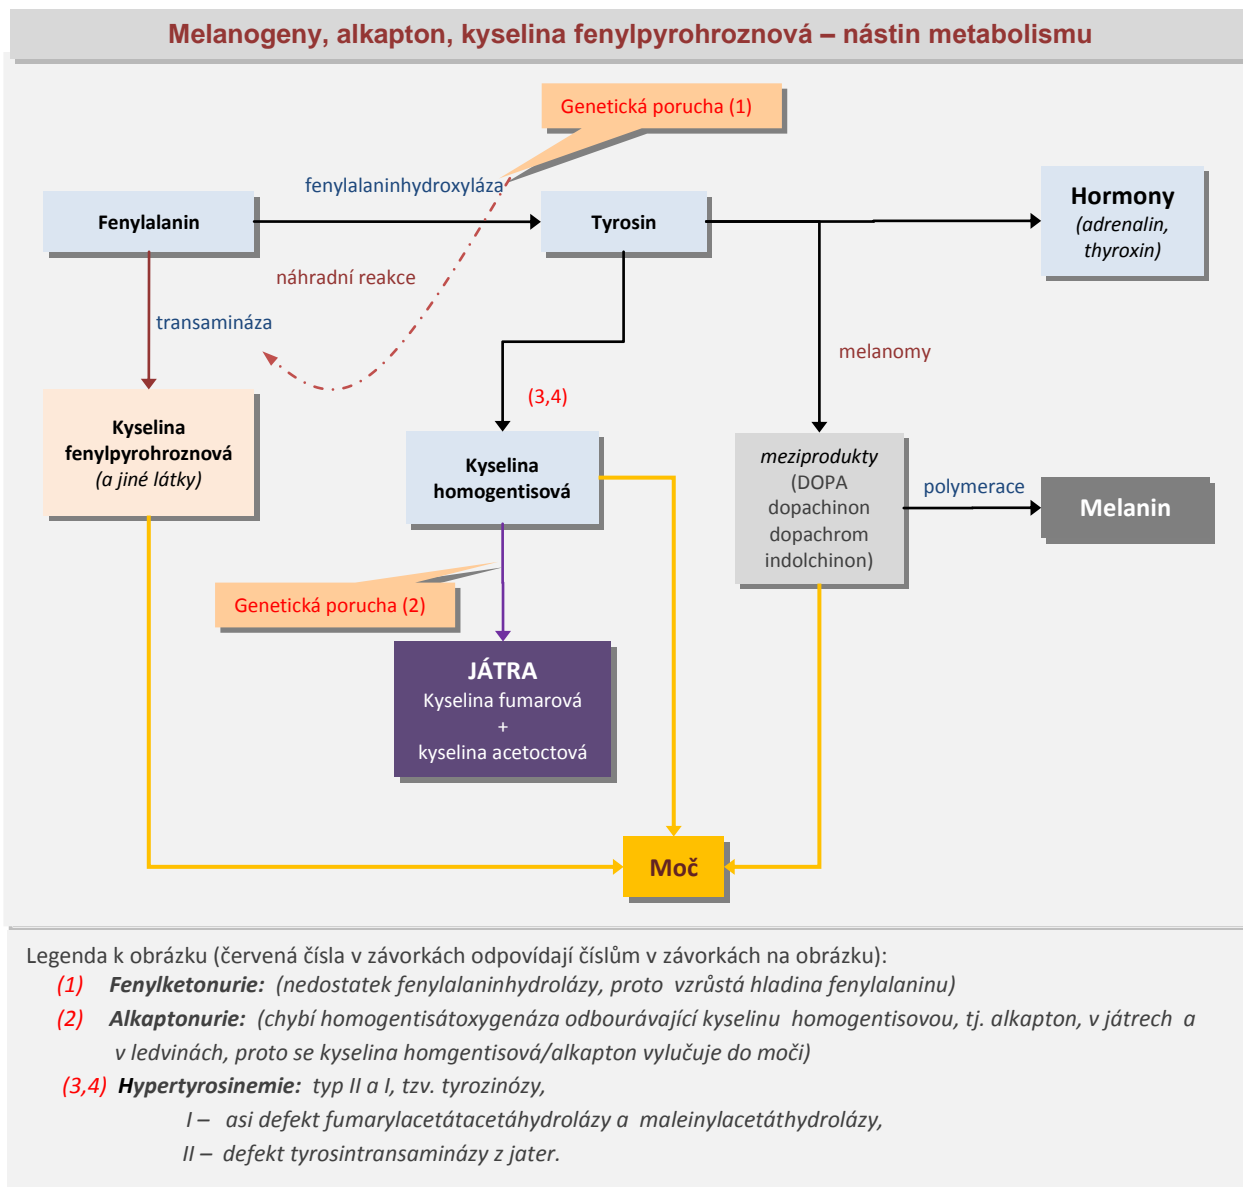 Melanogeny, alkapton, kyselina fenylpyrohroznová – nástin metabolismu
Genetická porucha (1)
fenylalaninhydroxyláza
Fenylalanin
Tyrosin
Hormony
(adrenalin,
thyroxin)
náhradní reakce
transamináza
melanomy
(3,4)
Kyselina
fenylpyrohroznová
(a jiné látky)
Kyselina
homogentisová
meziprodukty
(DOPA
dopachinon
dopachrom
indolchinon)
polymerace
Melanin
Genetická porucha (2)
JÁTRA
Kyselina fumarová
+
kyselina acetoctová
Moč
Legenda k obrázku (červená čísla v závorkách odpovídají číslům v závorkách na obrázku):
(1) Fenylketonurie: (nedostatek fenylalaninhydrolázy, proto vzrůstá hladina fenylalaninu)
(2) Alkaptonurie: (chybí homogentisátoxygenáza odbourávající kyselinu homogentisovou, tj. alkapton, v játrech a
v ledvinách, proto se kyselina homgentisová/alkapton vylučuje do moči)
(3,4) Hypertyrosinemie: typ II a I, tzv. tyrozinózy,
I – asi defekt fumarylacetátacetáhydrolázy a maleinylacetáthydrolázy,
II – defekt tyrosintransaminázy z jater.